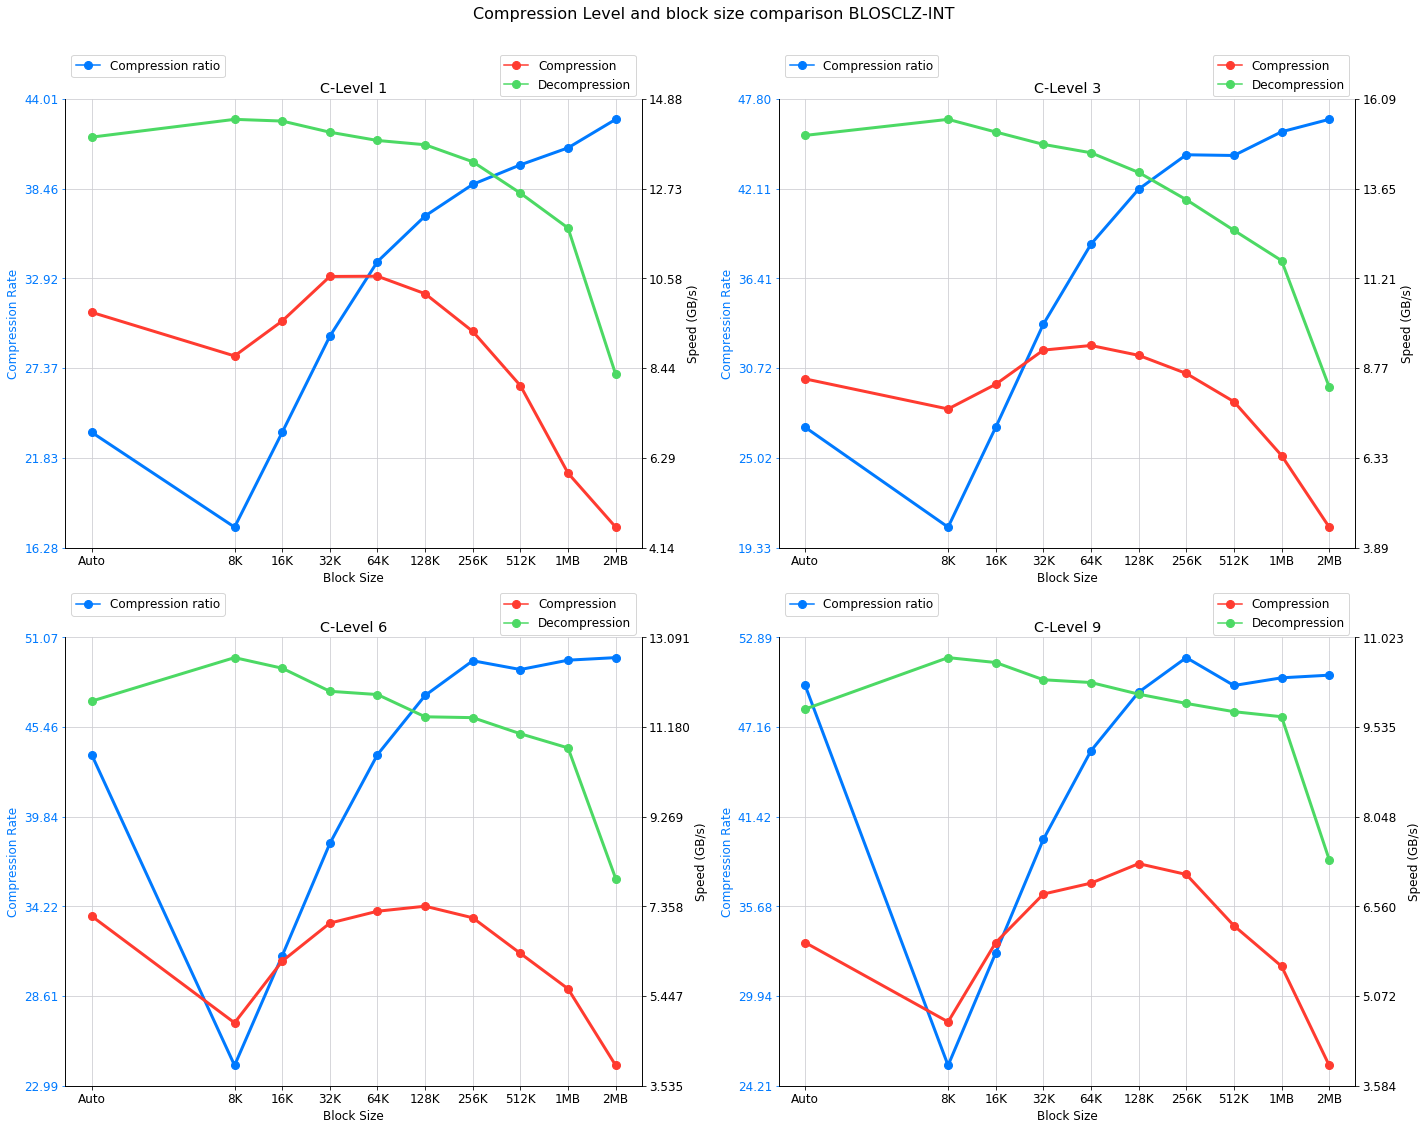 Compression Level and block size comparison BLOSCLZ-INT
Compression ratio
Compression
Decompression
C-Level 1
44.01
38.46
32.92
27.37
21.83
16.28
Compression Rate
14.88
12.73
10.58
8.44
6.29
4.14
Speed (GB/s)
Auto 8K 16K 32K 64K 128K 256K 512K 1MB 2MB
Block Size
Compression ratio
Compression
Decompression
C-Level 3
47.80
42.11
36.41
30.72
25.02
19.33
Compression Rate
16.09
13.65
11.21
8.77
6.33
3.89
Speed (GB/s)
Auto 8K 16K 32K 64K 128K 256K 512K 1MB 2MB
Block Size
Compression ratio
Compression
Decompression
C-Level 6
51.07
45.46
39.84
34.22
28.61
22.99
Compression Rate
13.091
11.180
9.269
7.358
5.447
3.535
Speed (GB/s)
Auto 8K 16K 32K 64K 128K 256K 512K 1MB 2MB
Block Size
Compression ratio
Compression
Decompression
C-Level 9
52.89
47.16
41.42
35.68
29.94
24.21
Compression Rate
11.023
9.535
8.048
6.560
5.072
3.584
Speed (GB/s)
Auto 8K 16K 32K 64K 128K 256K 512K 1MB 2MB
Block Size